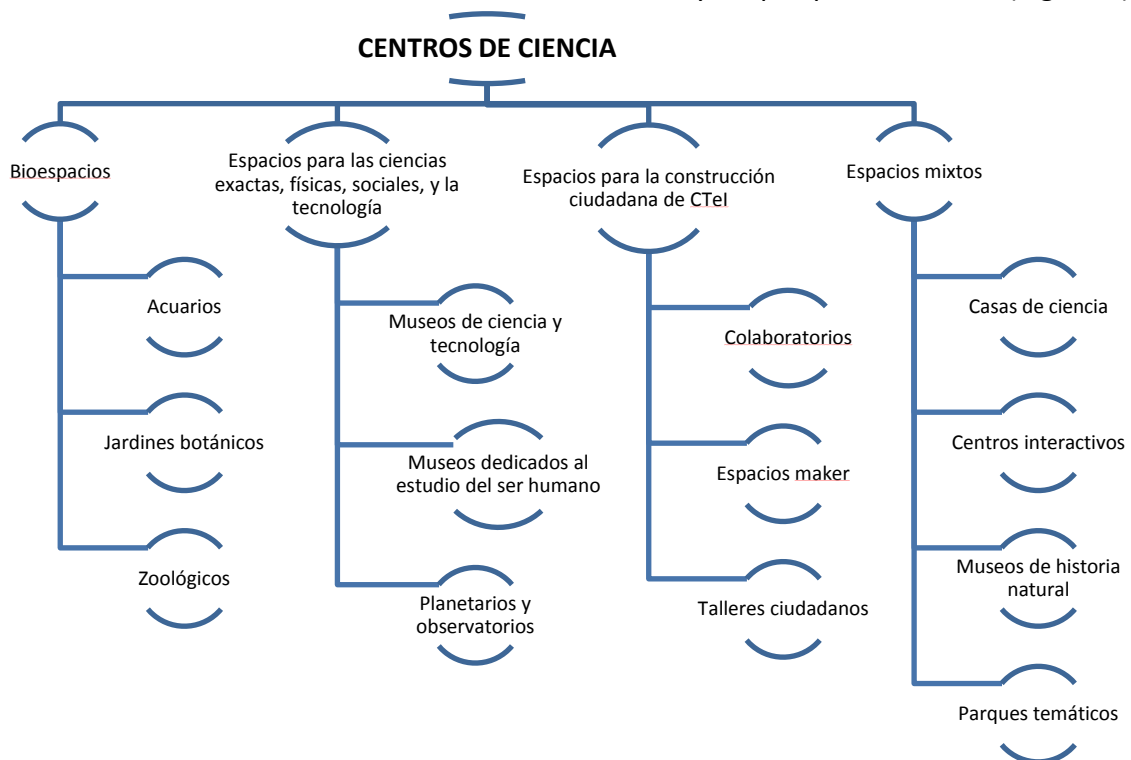 CENTROS DE CIENCIA
Bioespacios
Acuarios
Jardines botánicos
Zoológicos
Espacios para las ciencias
exactas, físicas, sociales, y la
tecnología
Museos de ciencia y
tecnología
Museos dedicados al
estudio del ser humano
Planetarios y
observatorios
Espacios para la construcción
ciudadana de CTeI
Colaboratorios
Espacios maker
Talleres ciudadanos
Espacios mixtos
Casas de ciencia
Centros interactivos
Museos de historia
natural
Parques temáticos